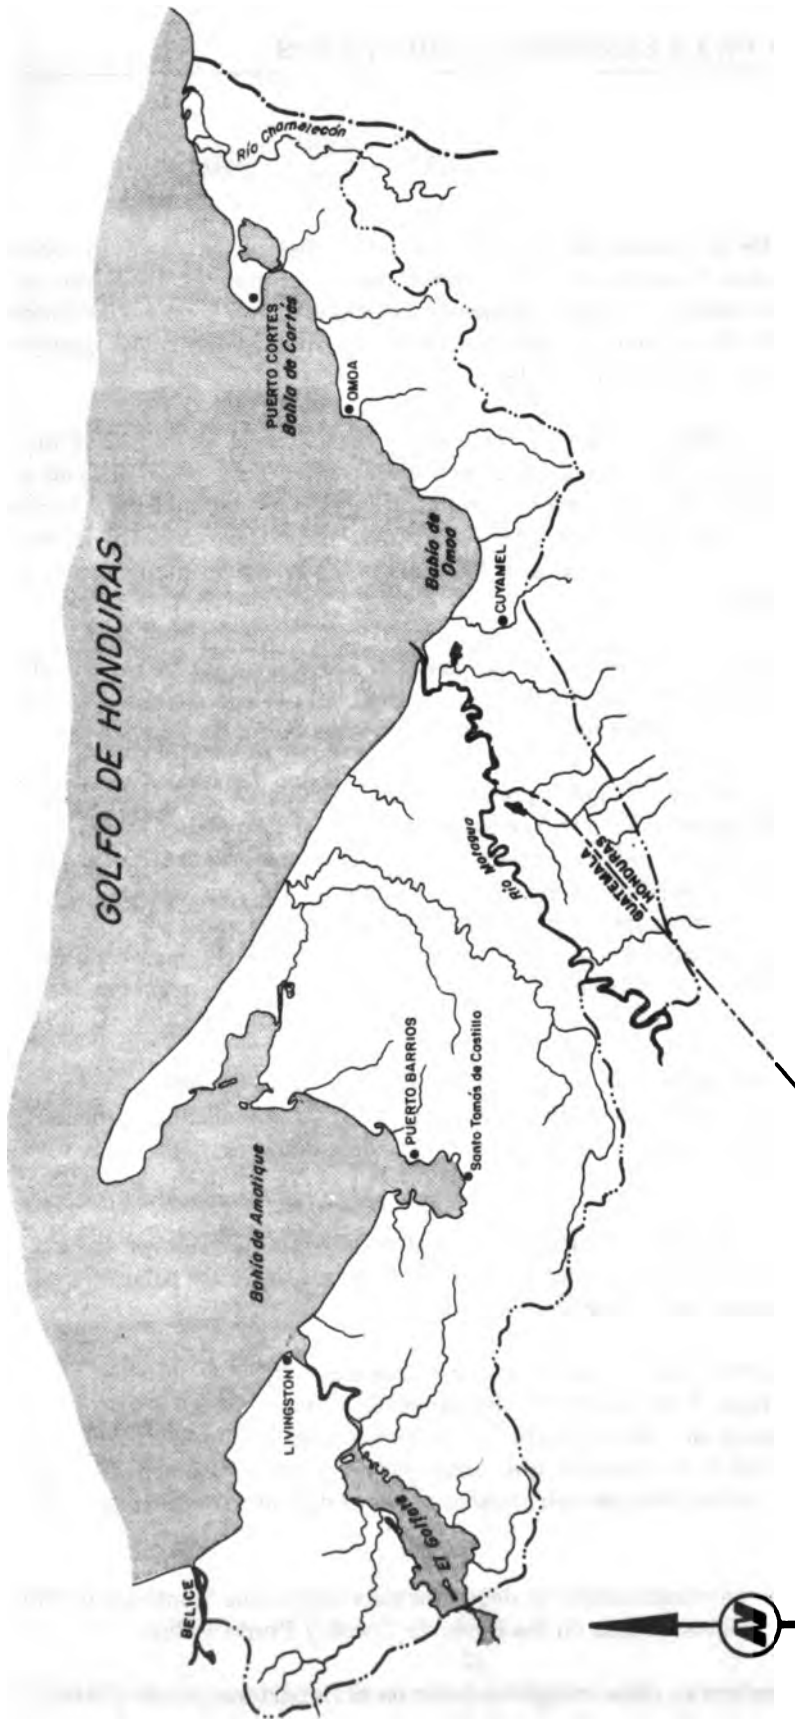 GOLFO DE HONDURAS
BELICE
LIVINGSTON
Bahía de Amatique
El Golfete
PUERTO BARRIOS
Santo Tomás de Castilla
Río Motagua
GUATEMALA
HONDURAS
CUYAMEL
Bahía de
Omoa
OMOA
PUERTO CORTES
Bahía de Cortés
Río Chamelecón
N